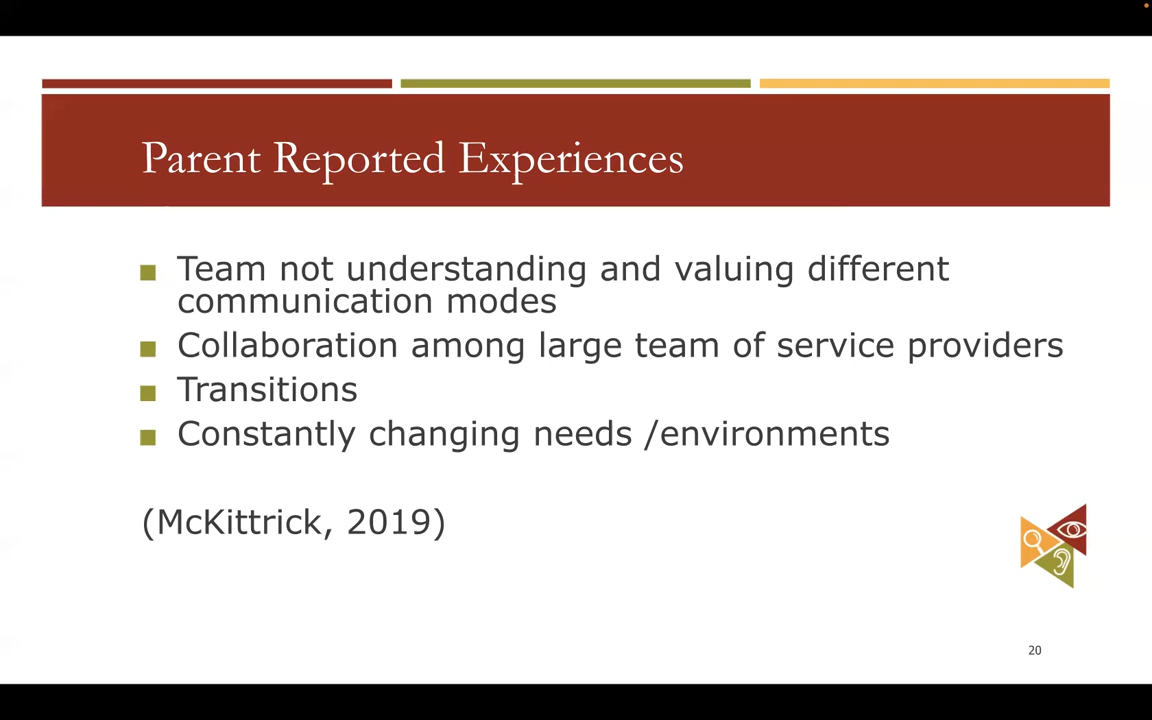 Parent Reported Experiences
■ Team not understanding and valuing different
communication modes
■ Collaboration among large team of service providers
■ Transitions
■ Constantly changing needs /environments
(McKittrick, 2019)
20